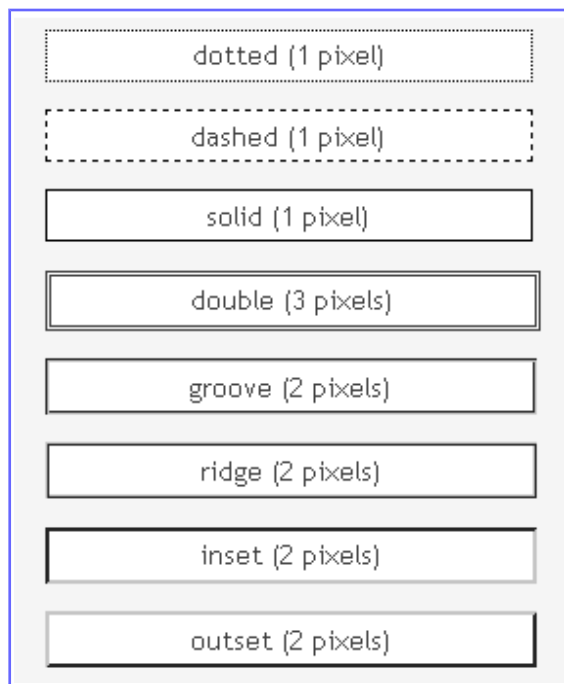 dotted (1 pixel)
dashed (1 pixel)
solid (1 pixel)
double (3 pixels)
groove (2 pixels)
ridge (2 pixels)
inset (2 pixels)
outset (2 pixels)